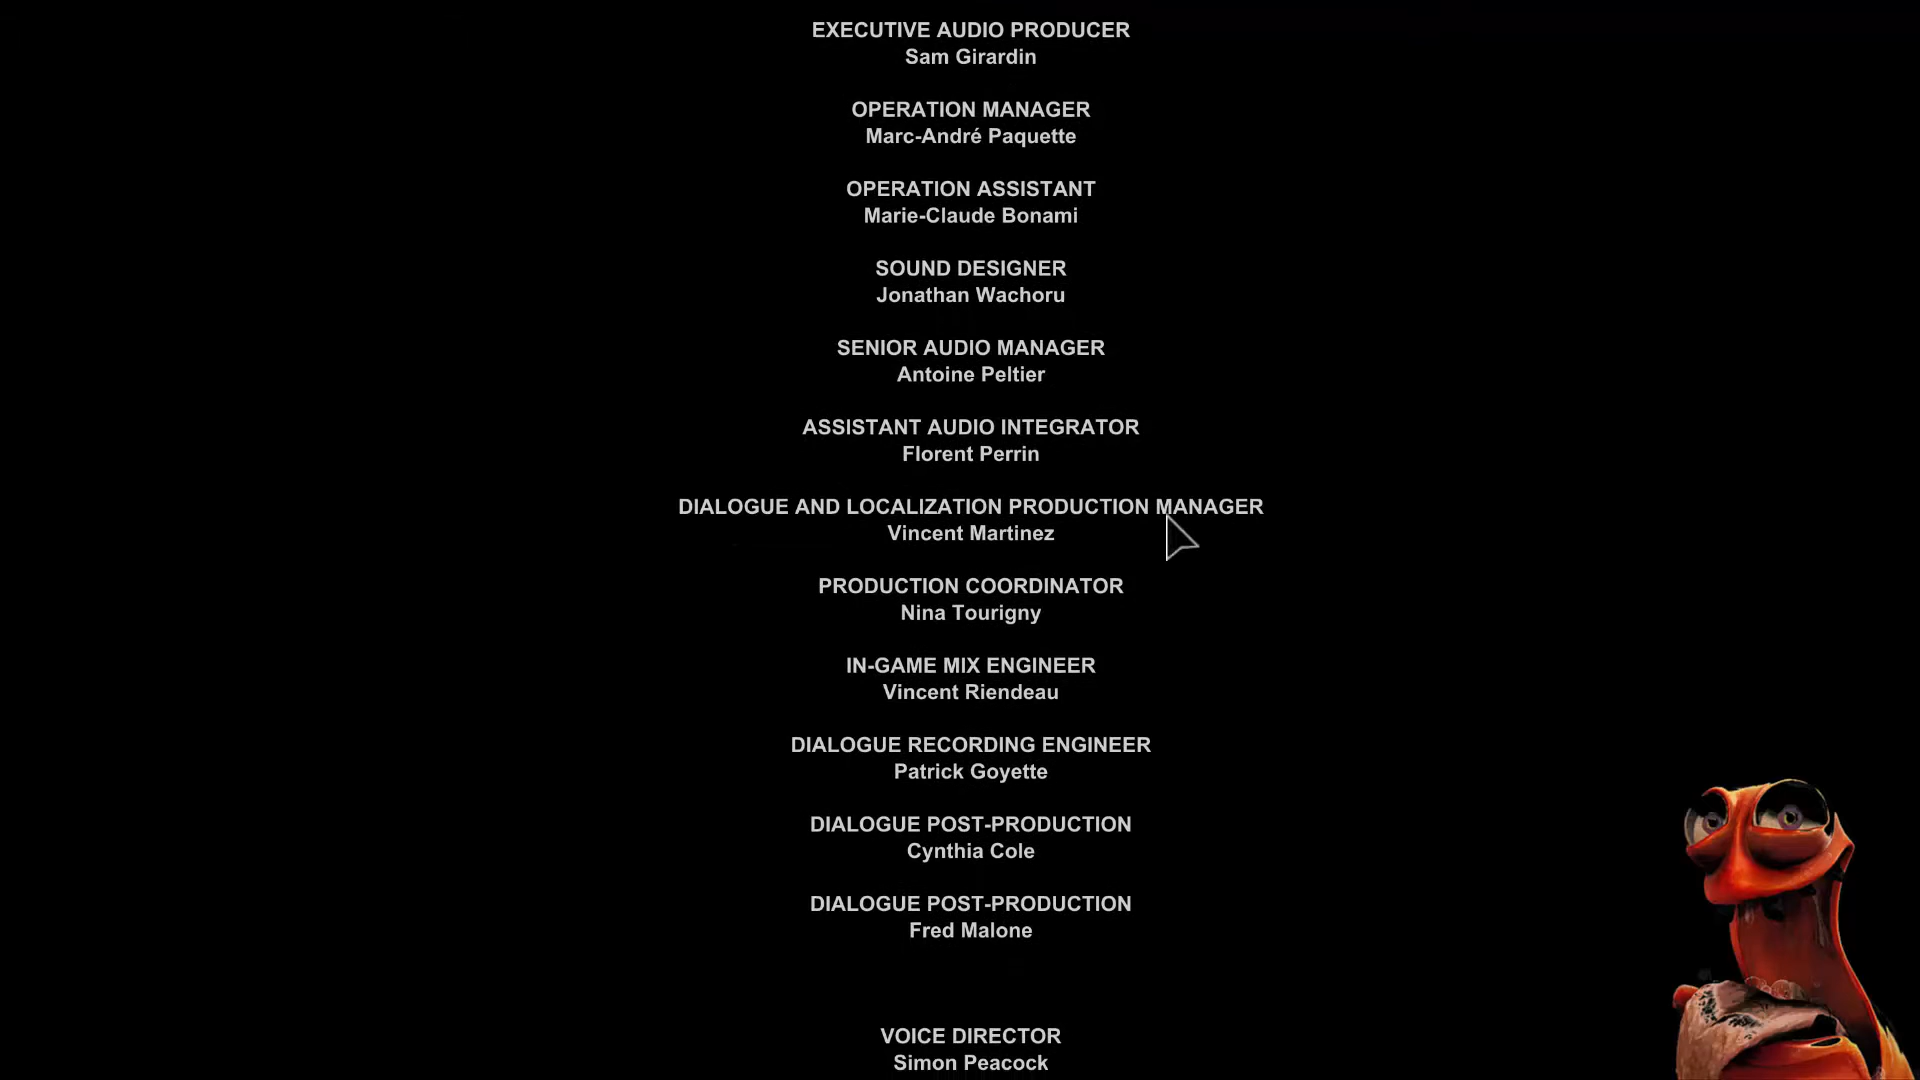 EXECUTIVE AUDIO PRODUCER
Sam Girardin
OPERATION MANAGER
Marc-André Paquette
OPERATION ASSISTANT
Marie-Claude Bonami
SOUND DESIGNER
Jonathan Wachoru
SENIOR AUDIO MANAGER
Antoine Peltier
ASSISTANT AUDIO INTEGRATOR
Florent Perrin
DIALOGUE AND LOCALIZATION PRODUCTION MANAGER
Vincent Martinez
PRODUCTION COORDINATOR
Nina Tourigny
IN-GAME MIX ENGINEER
Vincent Riendeau
DIALOGUE RECORDING ENGINEER
Patrick Goyette
DIALOGUE POST-PRODUCTION
Cynthia Cole
DIALOGUE POST-PRODUCTION
Fred Malone
VOICE DIRECTOR
Simon Peacock